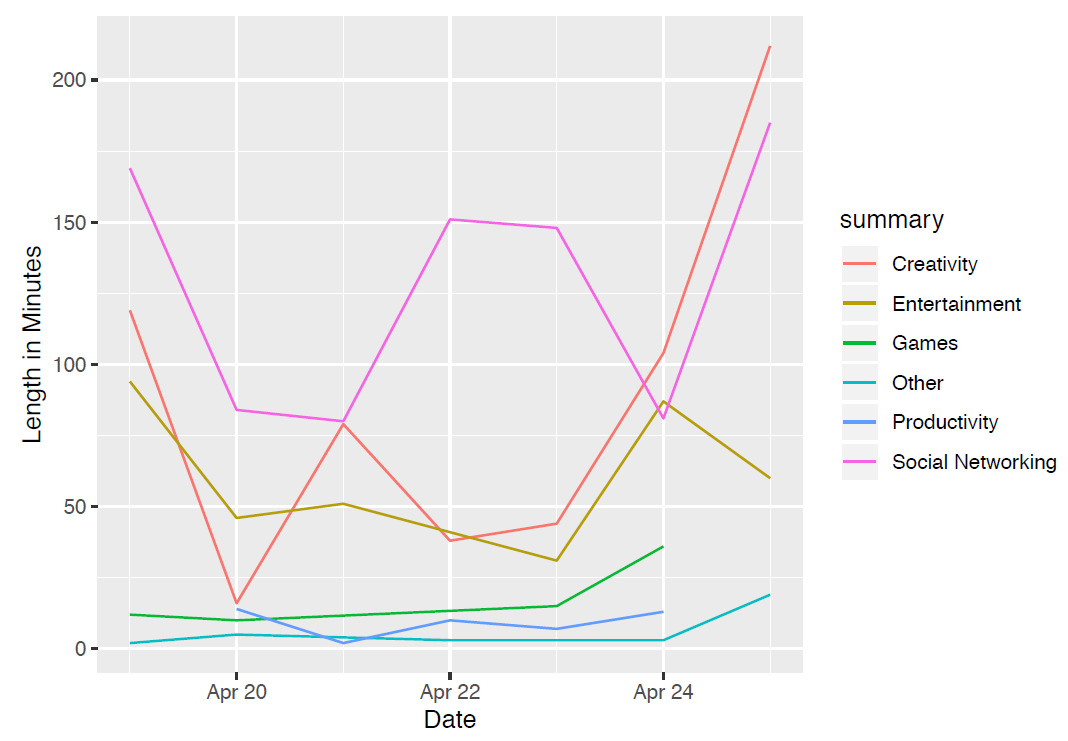 200
150
100
50
0
Length in Minutes
Apr 20
Apr 22
Apr 24
Date
summary
Creativity
Entertainment
Games
Other
Productivity
Social Networking